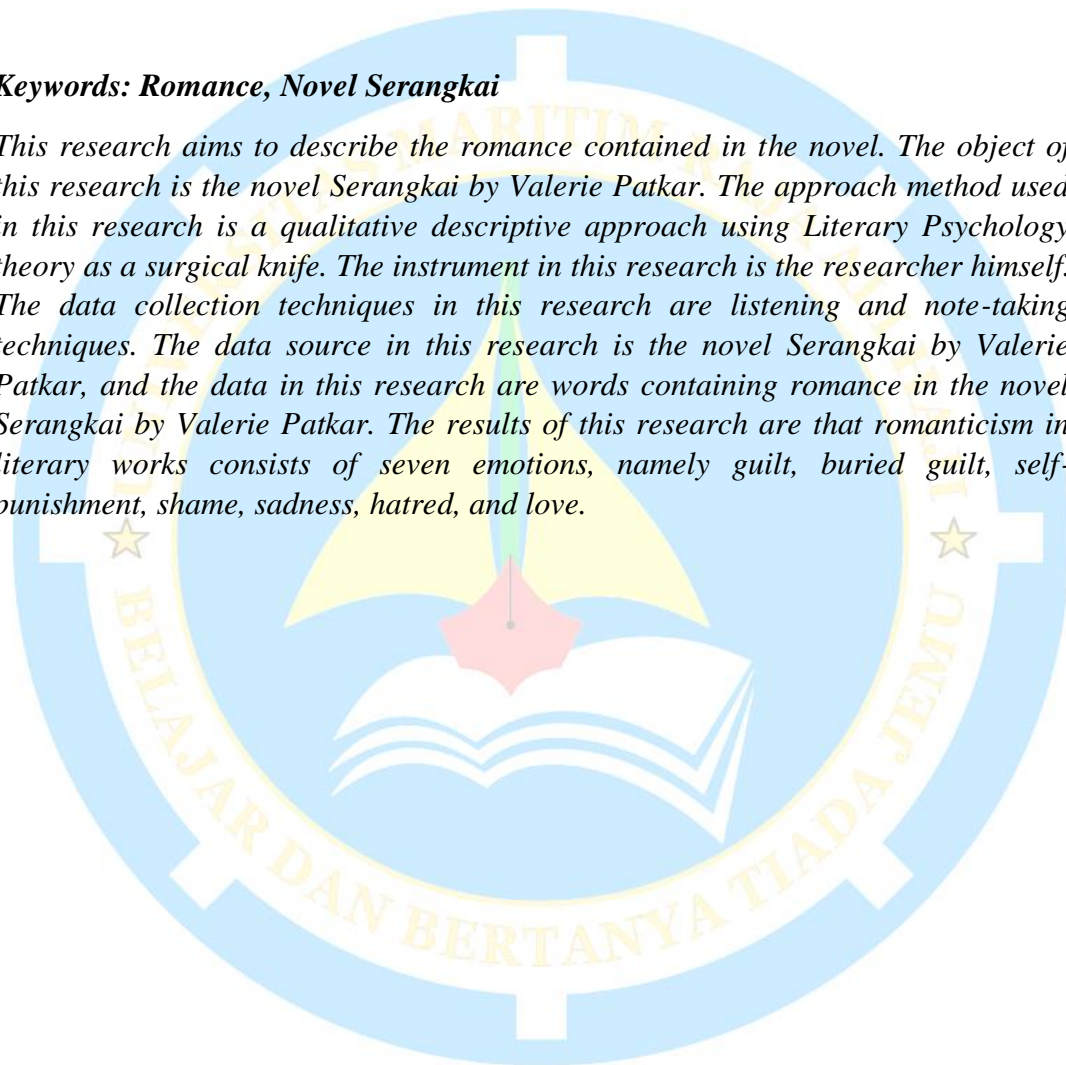 Keywords: Romance, Novel Serangkai
This research aims to describe the romance contained in the novel. The object of
this research is the novel Serangkai by Valerie Patkar. The approach method used
in this research is a qualitative descriptive approach using Literary Psychology
theory as a surgical knife. The instrument in this research is the researcher himself.
The data collection techniques in this research are listening and note-taking
techniques. The data source in this research is the novel Serangkai by Valerie
Patkar, and the data in this research are words containing romance in the novel
Serangkai by Valerie Patkar. The results of this research are that romanticism in
literary works consists of seven emotions, namely guilt, buried guilt, self-
punishment, shame, sadness, hatred, and love.
UNIVERSITAS MARITIM RAJA ALI HAJI
BELAJAR DAN BERTANYA TIADA JEMU